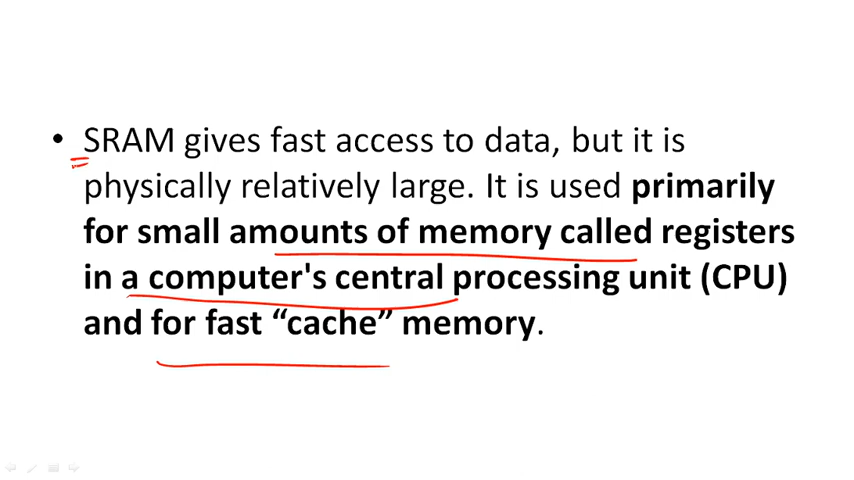 • SRAM gives fast access to data, but it is
physically relatively large. It is used primarily
for small amounts of memory called registers
in a computer's central processing unit (CPU)
and for fast “cache” memory.